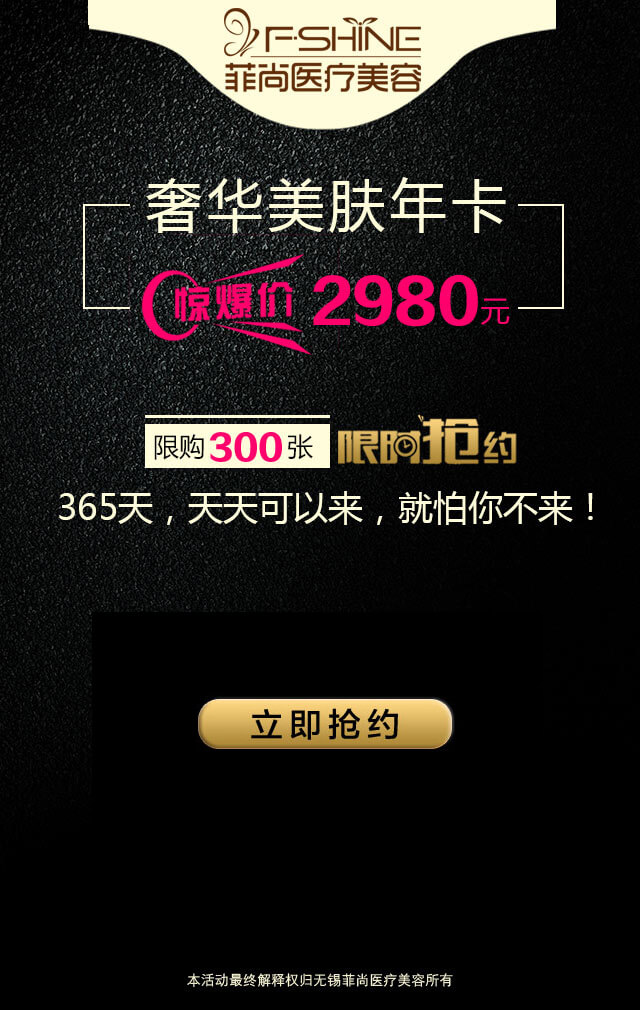 F·SHINE
菲尚医疗美容
奢华美肤年卡
惊爆价 2980元
限购300张 限时抢约
365天，天天可以来，就怕你不来！
立即抢约
本活动最终解释权归无锡菲尚医疗美容所有